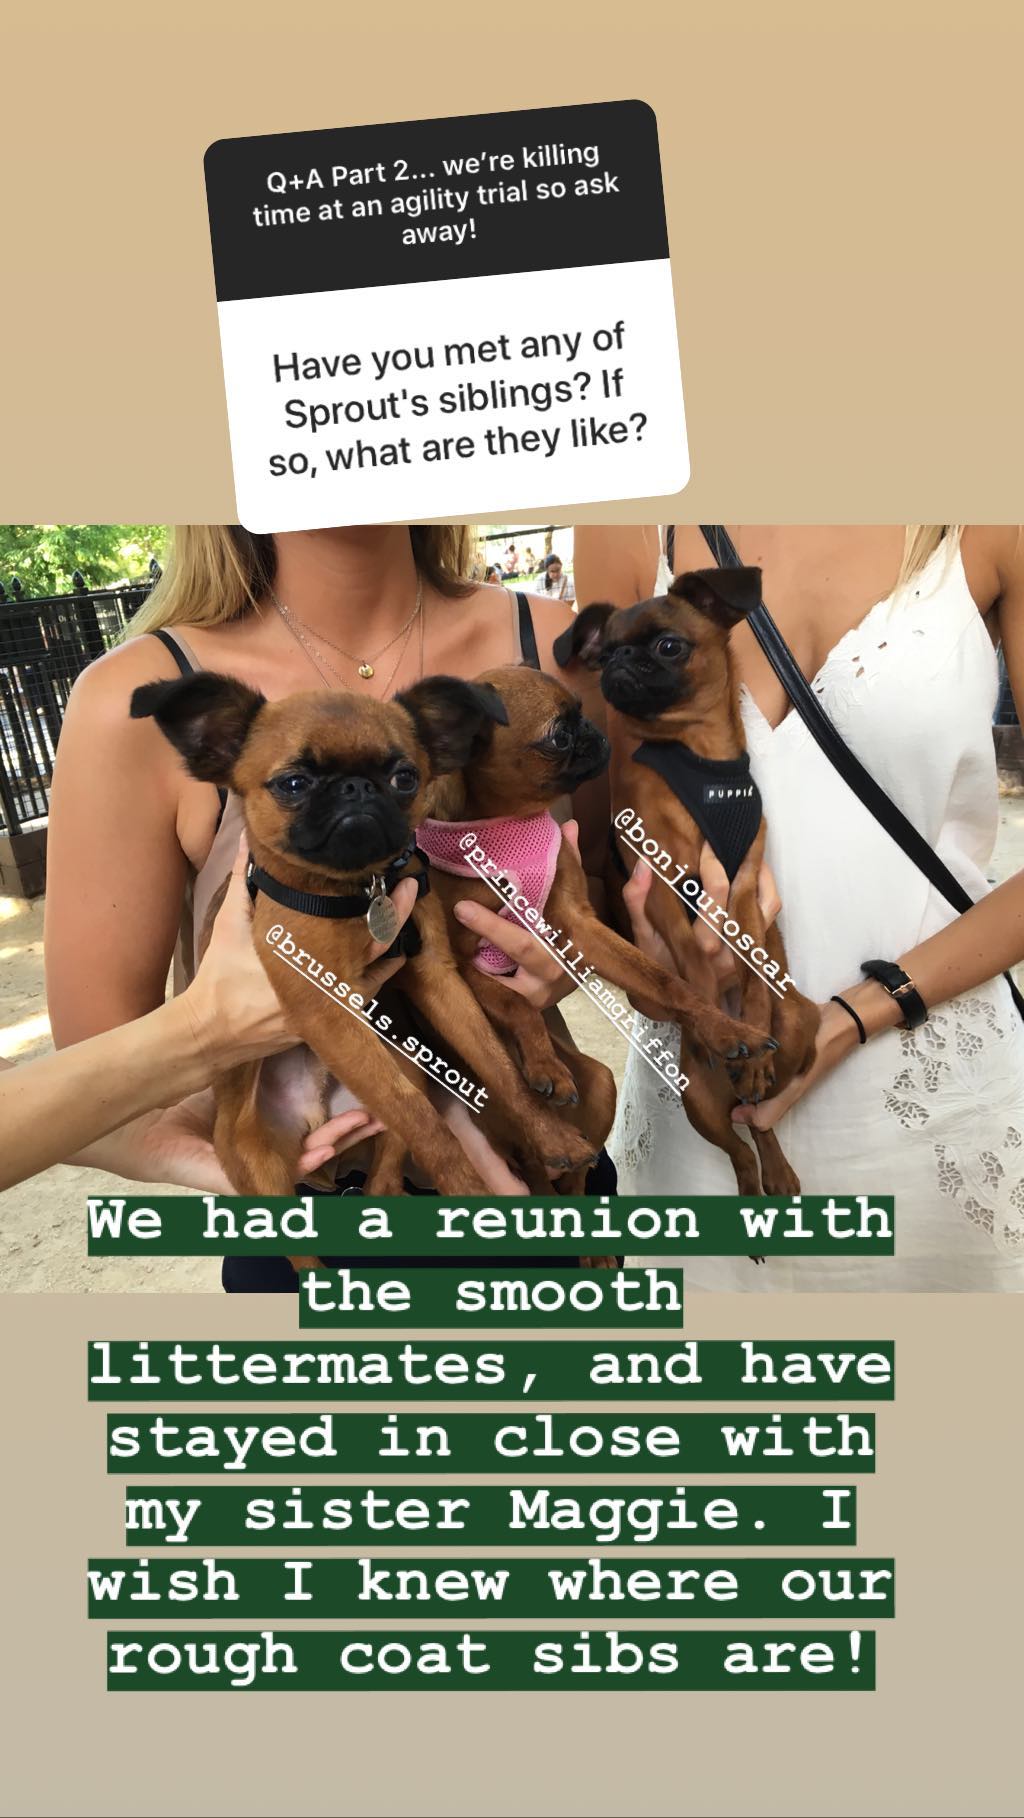 Q+A Part 2... we’re killing
time at an agility trial so ask
away!
Have you met any of
Sprout's siblings? If
so, what are they like?
PUPPIA
@bonjouroscar
@princewilliamgriffon
@brussels.sprout
We had a reunion with
the smooth
littermates, and have
stayed in close with
my sister Maggie. I
wish I knew where our
rough coat sibs are!